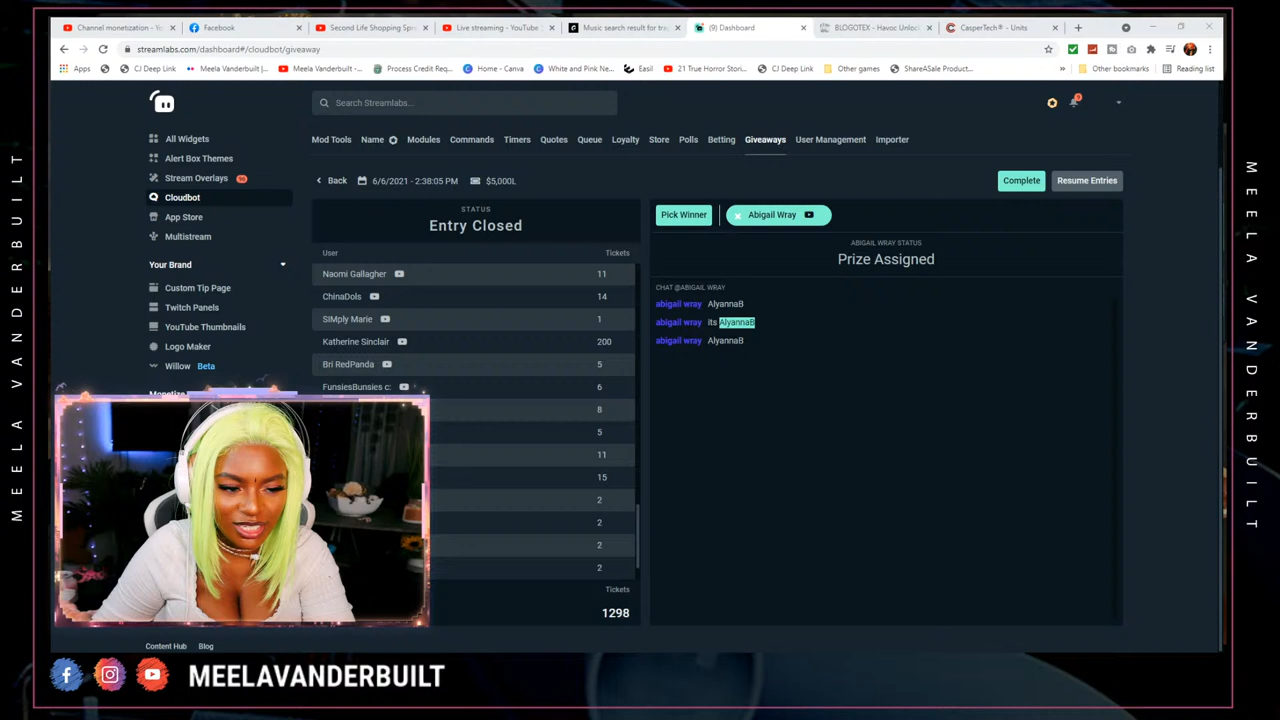 Channel monetization - YouTube
Facebook
Second Life Shopping Spr
Live streaming - YouTube
Music search result for tra
(9) Dashboard
BLOGOTEX - Havoc Unlock
CasperTech® - Units
streamlabs.com/dashboard#/cloudbot/giveaway
Apps
CJ Deep Link
Meela Vanderbuilt |...
Meela Vanderbuilt -...
Process Credit Req...
Home - Canva
White and Pink Ne...
Easil
21 True Horror Stori...
CJ Deep Link
Other games
ShareASale Product...
»
Other bookmarks
Reading list
Search Streamlabs...
All Widgets
Alert Box Themes
Stream Overlays
Cloudbot
App Store
Multistream
Your Brand
Custom Tip Page
Twitch Panels
YouTube Thumbnails
Logo Maker
Willow Beta
Monetize
Mod Tools Name Modules Commands Timers Quotes Queue Loyalty Store Polls Betting Giveaways User Management Importer
Back 6/6/2021 - 2:38:05 PM $5,000L
Complete
Resume Entries
STATUS
Entry Closed
User Tickets
Naomi Gallagher 11
ChinaDols 14
SIMply Marie 1
Katherine Sinclair 200
Bri RedPanda 5
FunsiesBunsies c: 6
8
5
11
15
2
2
2
2
Tickets
1298
Pick Winner
Abigail Wray
ABIGAIL WRAY STATUS
Prize Assigned
CHAT @ABIGAIL WRAY
abigail wray AlyannaB
abigail wray its AlyannaB
abigail wray AlyannaB
Content Hub Blog
MEELAVANDERBUILT
MEELA VANDERBUILT
MEELA VANDERBUILT